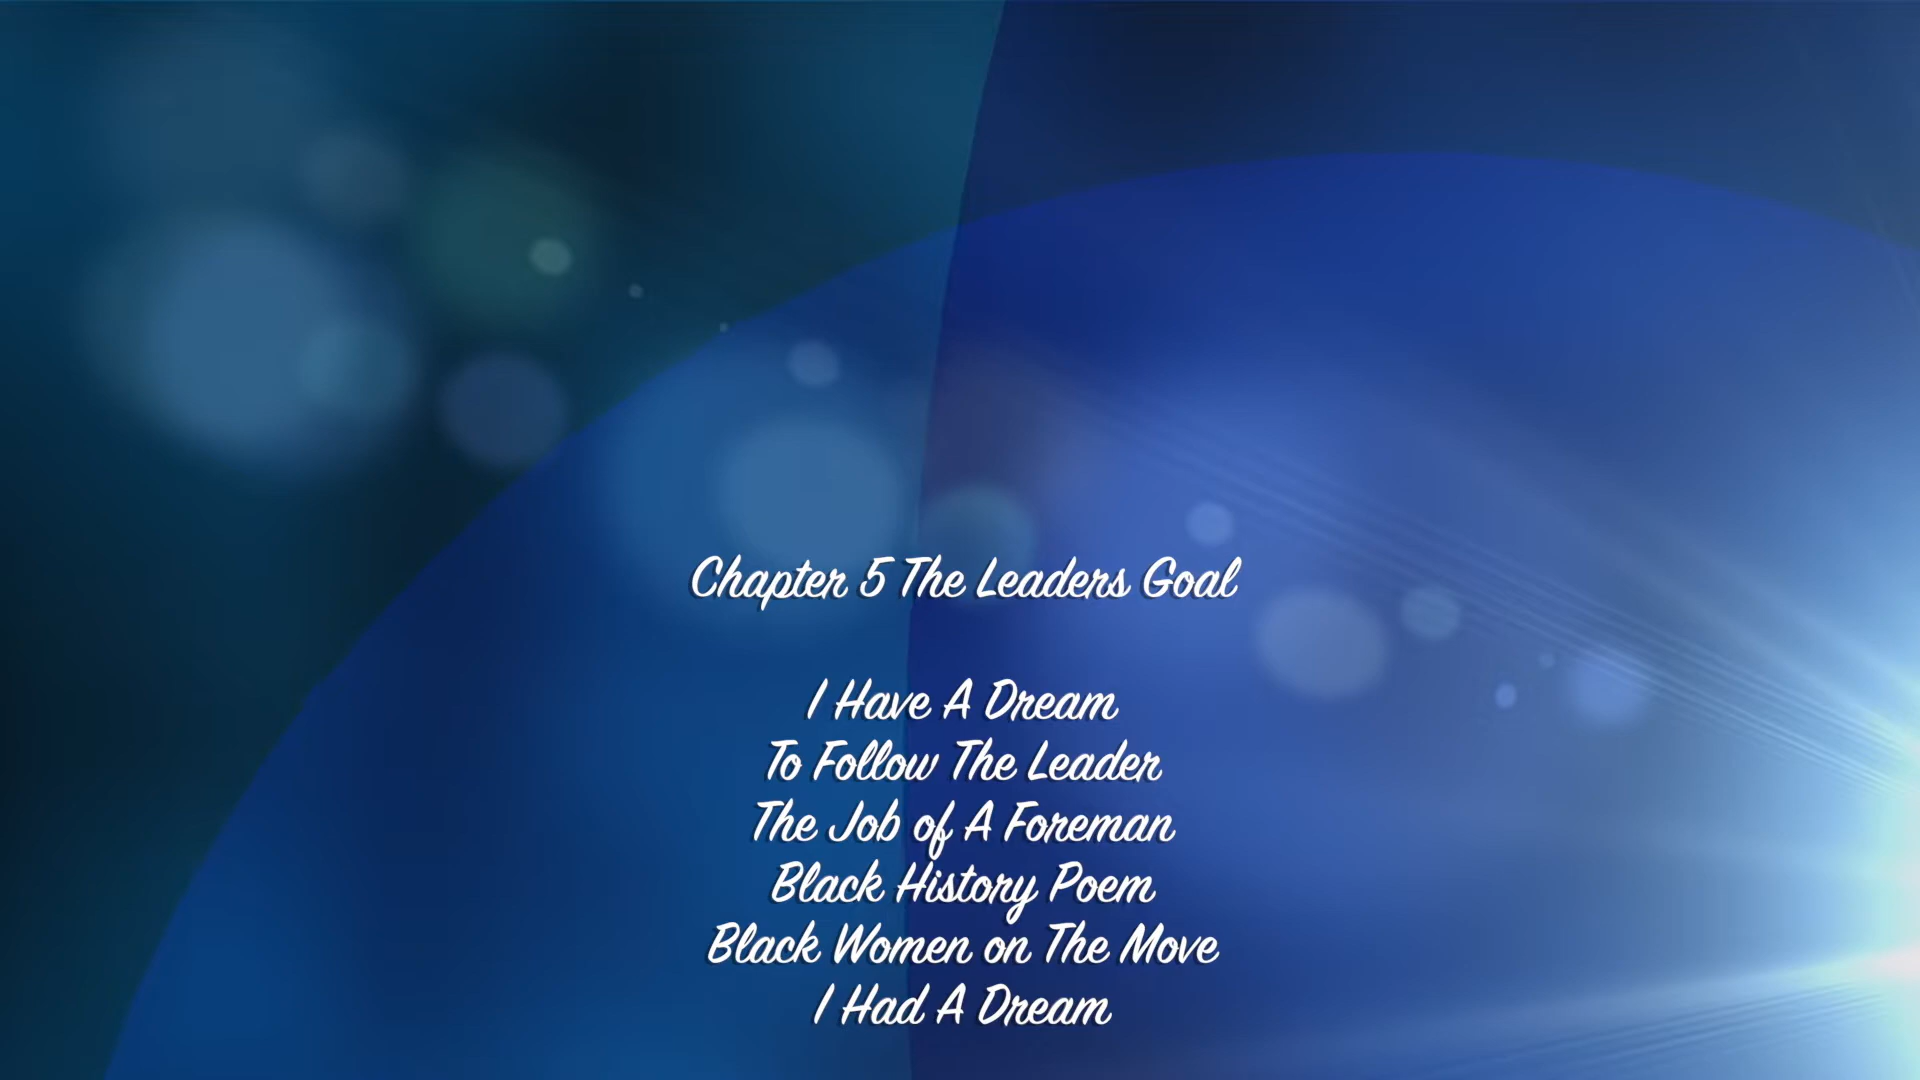 Chapter 5 The Leaders Goal
I Have A Dream
To Follow The Leader
The Job of A Foreman
Black History Poem
Black Women on The Move
I Had A Dream